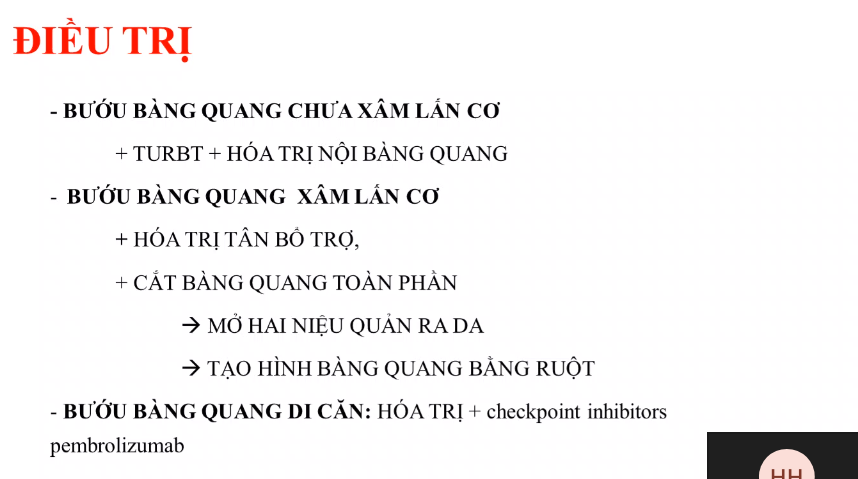 ĐIỀU TRỊ
- BƯỚU BÀNG QUANG CHƯA XÂM LẤN CƠ
+ TURBT + HÓA TRỊ NỘI BÀNG QUANG
- BƯỚU BÀNG QUANG XÂM LẤN CƠ
+ HÓA TRỊ TÂN BỔ TRỢ,
+ CẮT BÀNG QUANG TOÀN PHẦN
→ MỞ HAI NIỆU QUẢN RA DA
→ TẠO HÌNH BÀNG QUANG BẰNG RUỘT
- BƯỚU BÀNG QUANG DI CĂN: HÓA TRỊ + checkpoint inhibitors
pembrolizumab
HH